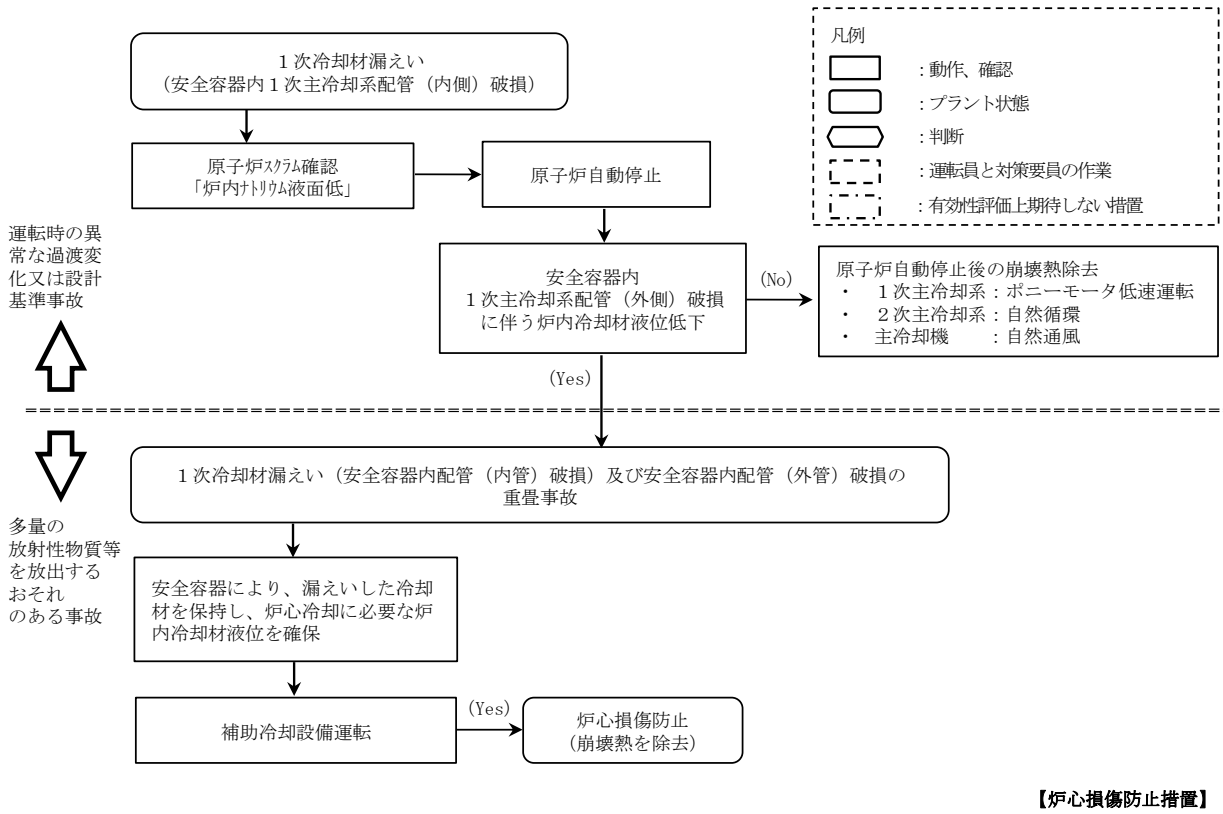 １次冷却材漏えい
（安全容器内１次主冷却系配管（内側）破損）
凡例
：動作、確認
：プラント状態
：判断
：運転員と対策要員の作業
：有効性評価上期待しない措置
原子炉ｽｸﾗﾑ確認
「炉内ﾅﾄﾘｳﾑ液面低」
原子炉自動停止
運転時の異
常な過渡変
化又は設計
基準事故
安全容器内
１次主冷却系配管（外側）破損
に伴う炉内冷却材液位低下
(No)
原子炉自動停止後の崩壊熱除去
・　１次主冷却系：ポニーモータ低速運転
・　２次主冷却系：自然循環
・　主冷却機　　：自然通風
(Yes)
１次冷却材漏えい（安全容器内配管（内管）破損）及び安全容器内配管（外管）破損の
重畳事故
多量の
放射性物質等
を放出する
おそれ
のある事故
安全容器により、漏えいした冷却
材を保持し、炉心冷却に必要な炉
内冷却材液位を確保
補助冷却設備運転
(Yes)
炉心損傷防止
（崩壊熱を除去）
【炉心損傷防止措置】